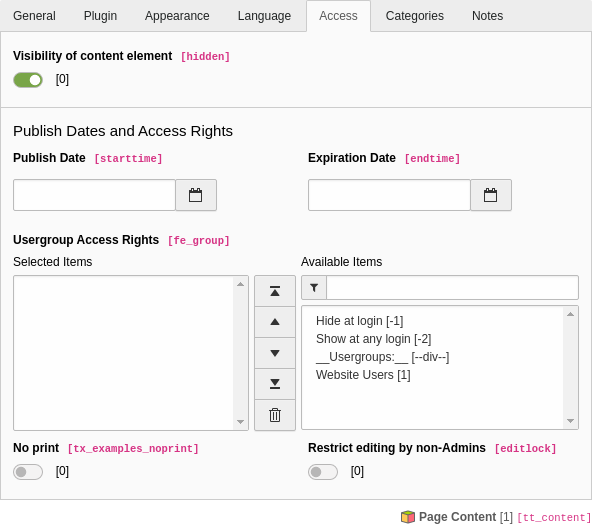 General Plugin Appearance Language Access Categories Notes
Visibility of content element [hidden]
[0]
Publish Dates and Access Rights
Publish Date [starttime] Expiration Date [endtime]
Usergroup Access Rights [fe_group]
Selected Items Available Items
Hide at login [-1]
Show at any login [-2]
__Usergroups:__ [--div--]
Website Users [1]
No print [tx_examples_noprint] Restrict editing by non-Admins [editlock]
[0] [0]
Page Content [1] [tt_content]